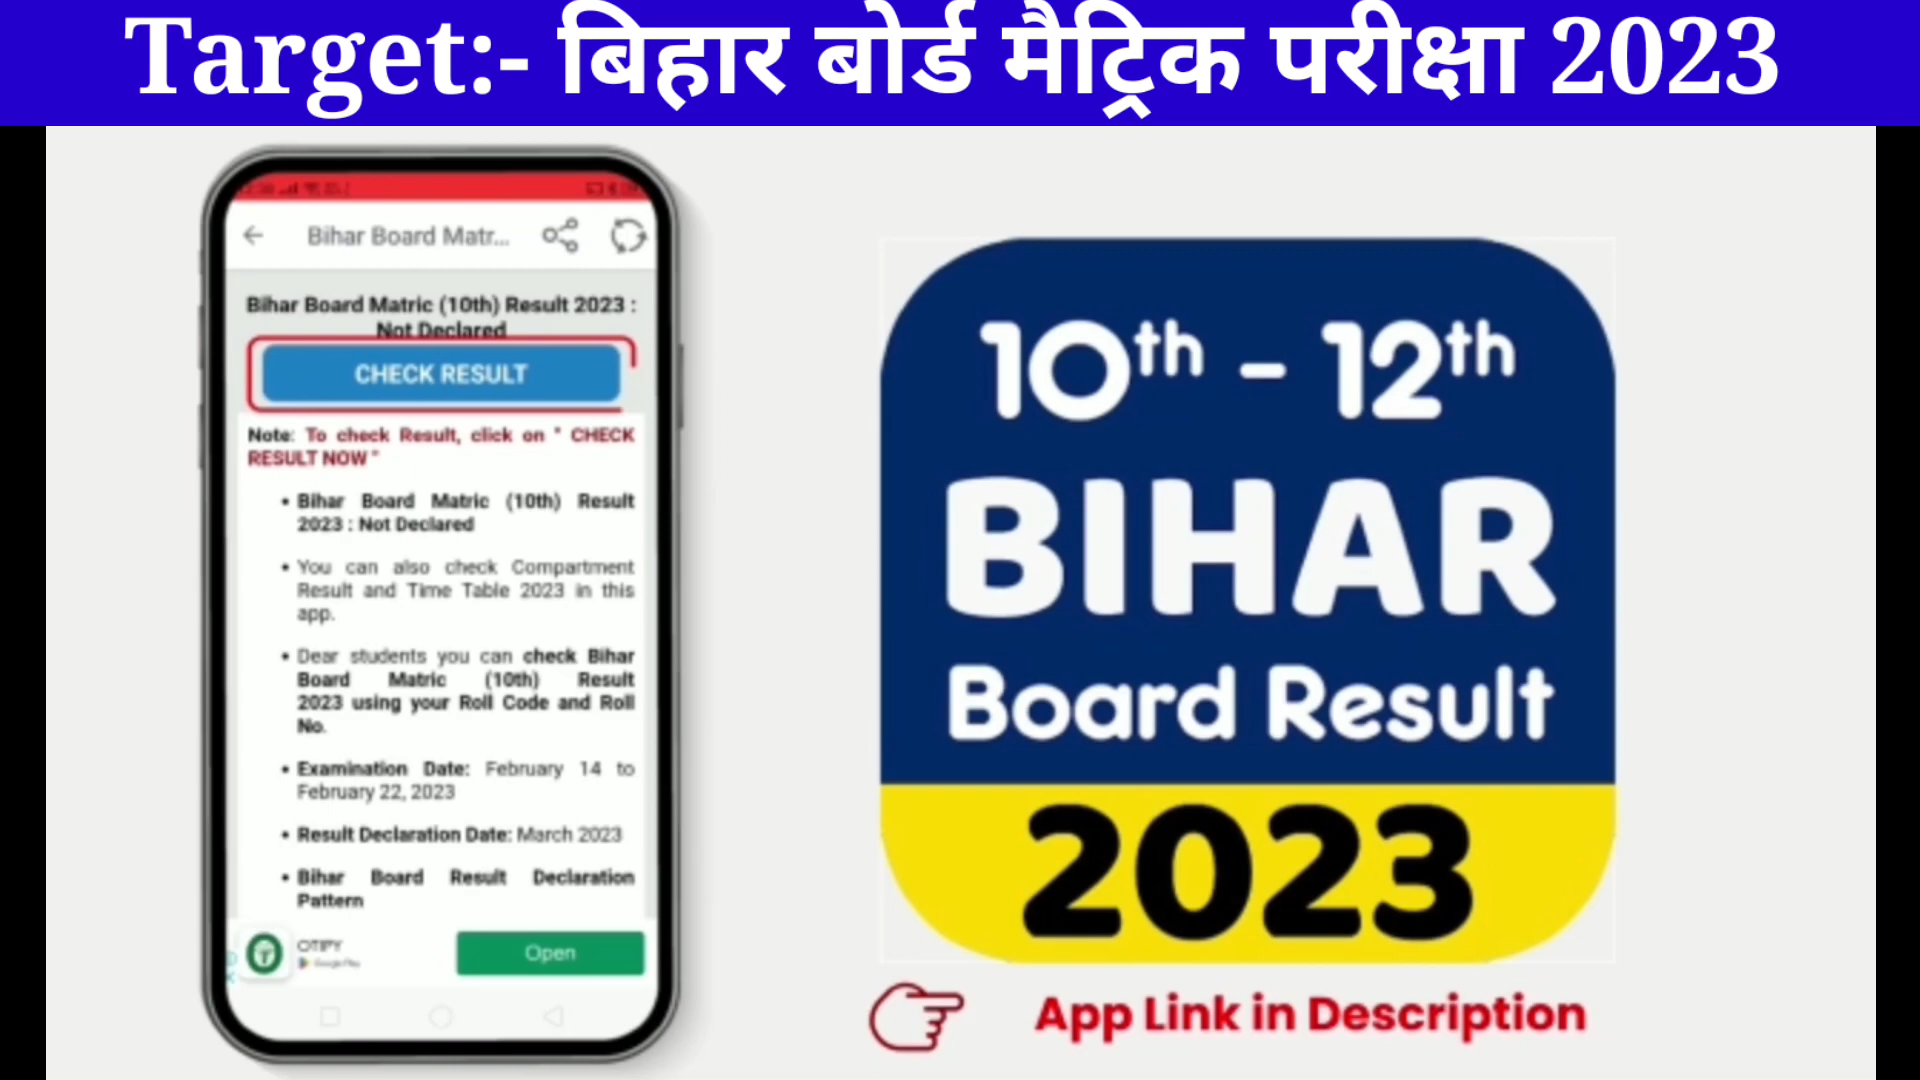 Target:- बिहार बोर्ड मैट्रिक परीक्षा 2023
Bihar Board Matr...
Bihar Board Matric (10th) Result 2023 :
Not Declared
CHECK RESULT
Note: To check Result, click on " CHECK
RESULT NOW "
• Bihar Board Matric (10th) Result
2023 : Not Declared
• You can also check Compartment
Result and Time Table 2023 in this
app.
• Dear students you can check Bihar
Board Matric (10th) Result
2023 using your Roll Code and Roll
No.
• Examination Date: February 14 to
February 22, 2023
• Result Declaration Date: March 2023
• Bihar Board Result Declaration
Pattern
Google Play
Open
10th - 12th
BIHAR
Board Result
2023
App Link in Description